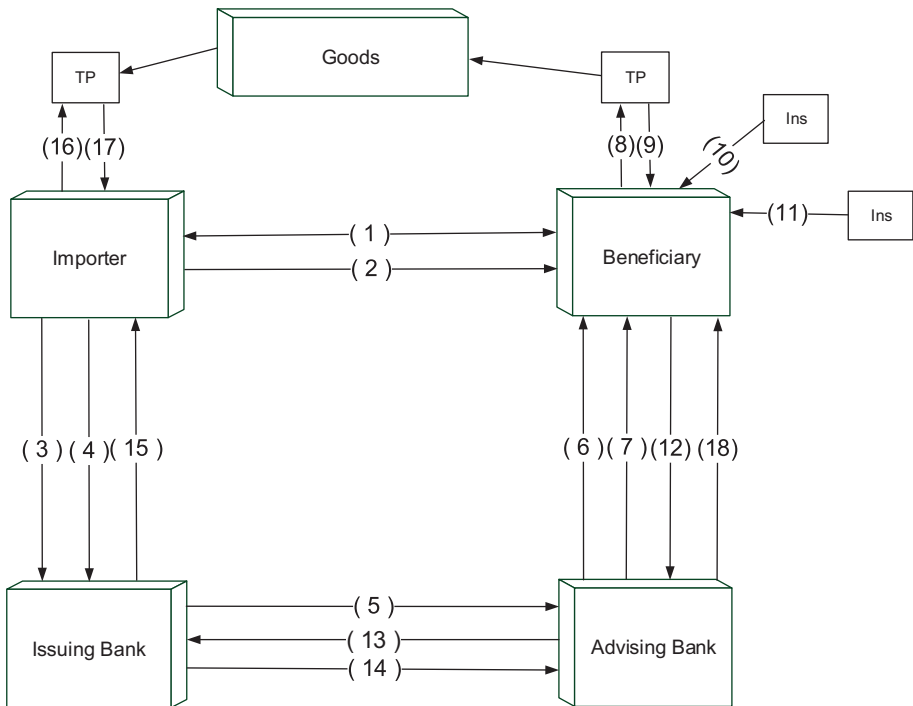 Goods
TP
TP
Ins
(16)
(17)
(8)
(9)
(10)
(11)
Ins
( 1 )
Importer
Beneficiary
( 2 )
( 3 )
( 4 )
(15 )
( 6 )
( 7 )
(12)
(18)
( 5 )
( 13 )
Issuing Bank
Advising Bank
( 14 )